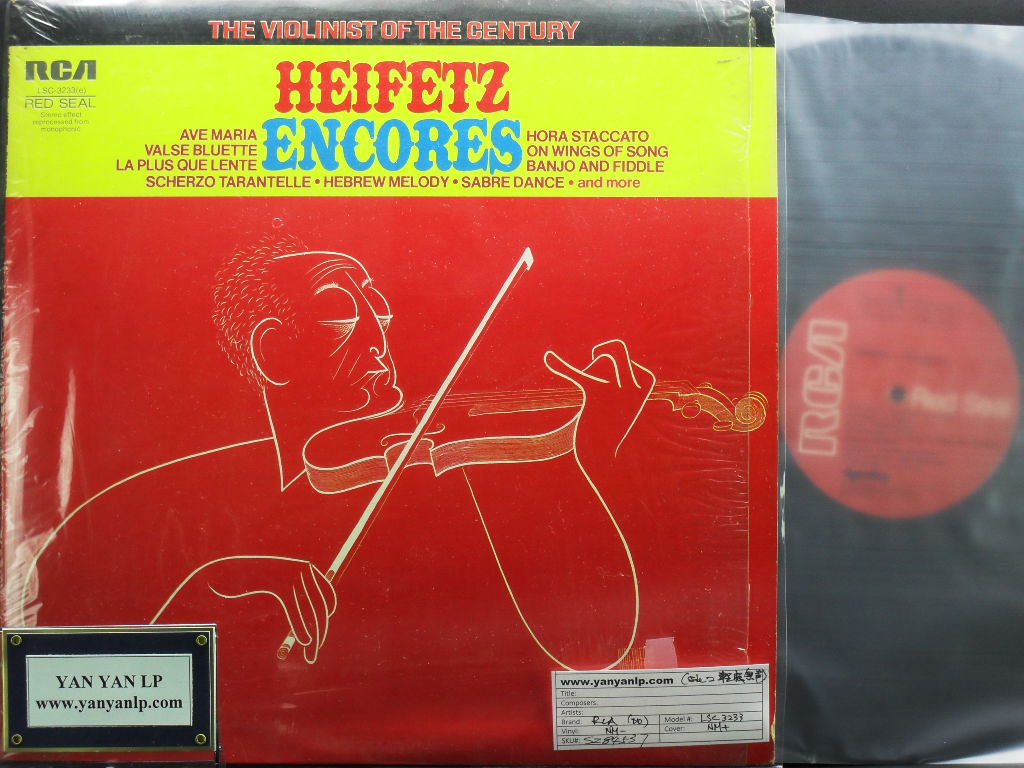 THE VIOLINIST OF THE CENTURY
RCA
LSC-3233(e)
RED SEAL
Stereo effect
reprocessed from
monophonic
HEIFETZ
ENCORES
AVE MARIA
VALSE BLUETTE
LA PLUS QUE LENTE
HORA STACCATO
ON WINGS OF SONG
BANJO AND FIDDLE
SCHERZO TARANTELLE • HEBREW MELODY • SABRE DANCE • and more
RCA
Red Seal
YAN YAN LP
www.yanyanlp.com
www.yanyanlp.com
Title:
Composers:
Artists:
Brand: RCA (DD) Model #: LSC 3233
Vinyl: NM- Cover: NM+
SKU#: